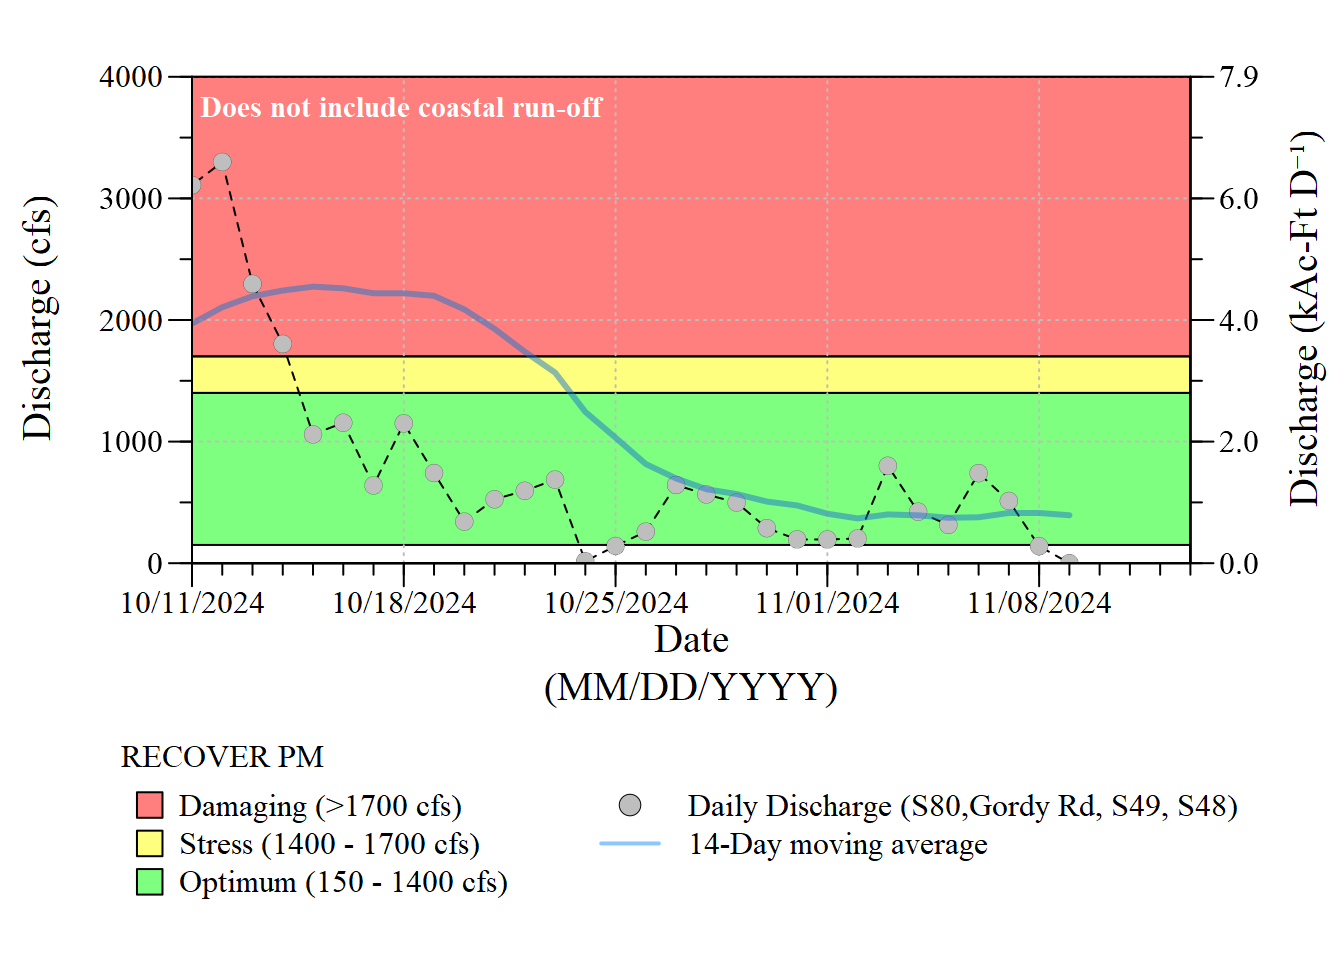 4000
3000
2000
1000
0
Discharge (cfs)
Does not include coastal run-off
7.9
6.0
4.0
2.0
0.0
Discharge (kAc-Ft D⁻¹)
10/11/2024 10/18/2024 10/25/2024 11/01/2024 11/08/2024
Date
(MM/DD/YYYY)
RECOVER PM
Damaging (>1700 cfs)
Stress (1400 - 1700 cfs)
Optimum (150 - 1400 cfs)
Daily Discharge (S80,Gordy Rd, S49, S48)
14-Day moving average